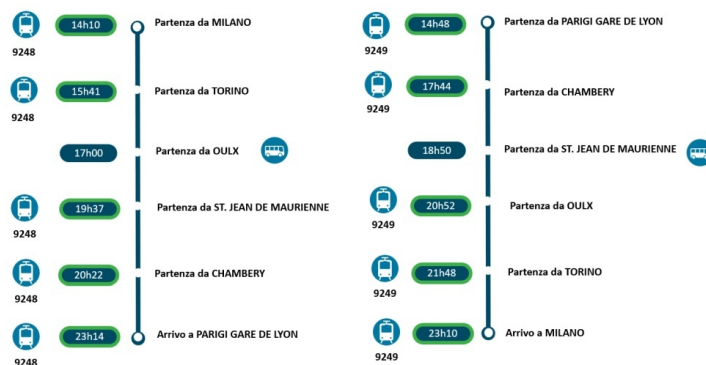 14h10 Partenza da MILANO
9248
15h41 Partenza da TORINO
9248
17h00 Partenza da OULX
19h37 Partenza da ST. JEAN DE MAURIENNE
9248
20h22 Partenza da CHAMBERY
9248
23h14 Arrivo a PARIGI GARE DE LYON
9248
14h48 Partenza da PARIGI GARE DE LYON
9249
17h44 Partenza da CHAMBERY
9249
18h50 Partenza da ST. JEAN DE MAURIENNE
20h52 Partenza da OULX
9249
21h48 Partenza da TORINO
9249
23h10 Arrivo a MILANO
9249